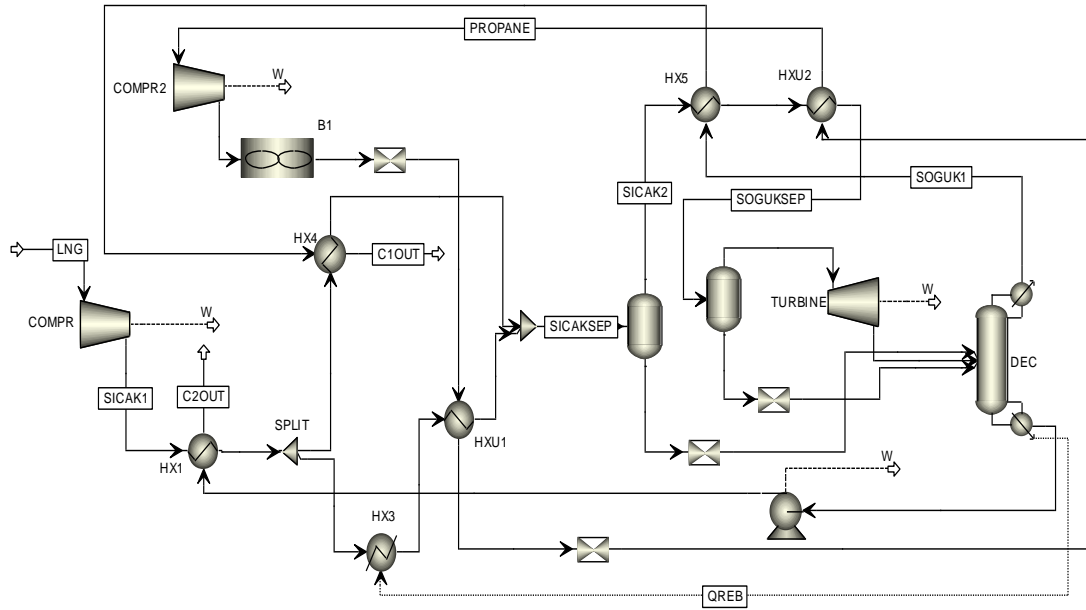 PROPANE
COMPR2
W
HX5
HXU2
B1
SICAK2
SOGUK1
SOGUKSEP
LNG
HX4
C1OUT
COMPR
W
TURBINE
W
SICAKSEP
SICAK1
C2OUT
DEC
SPLIT
HX1
HXU1
W
HX3
QREB